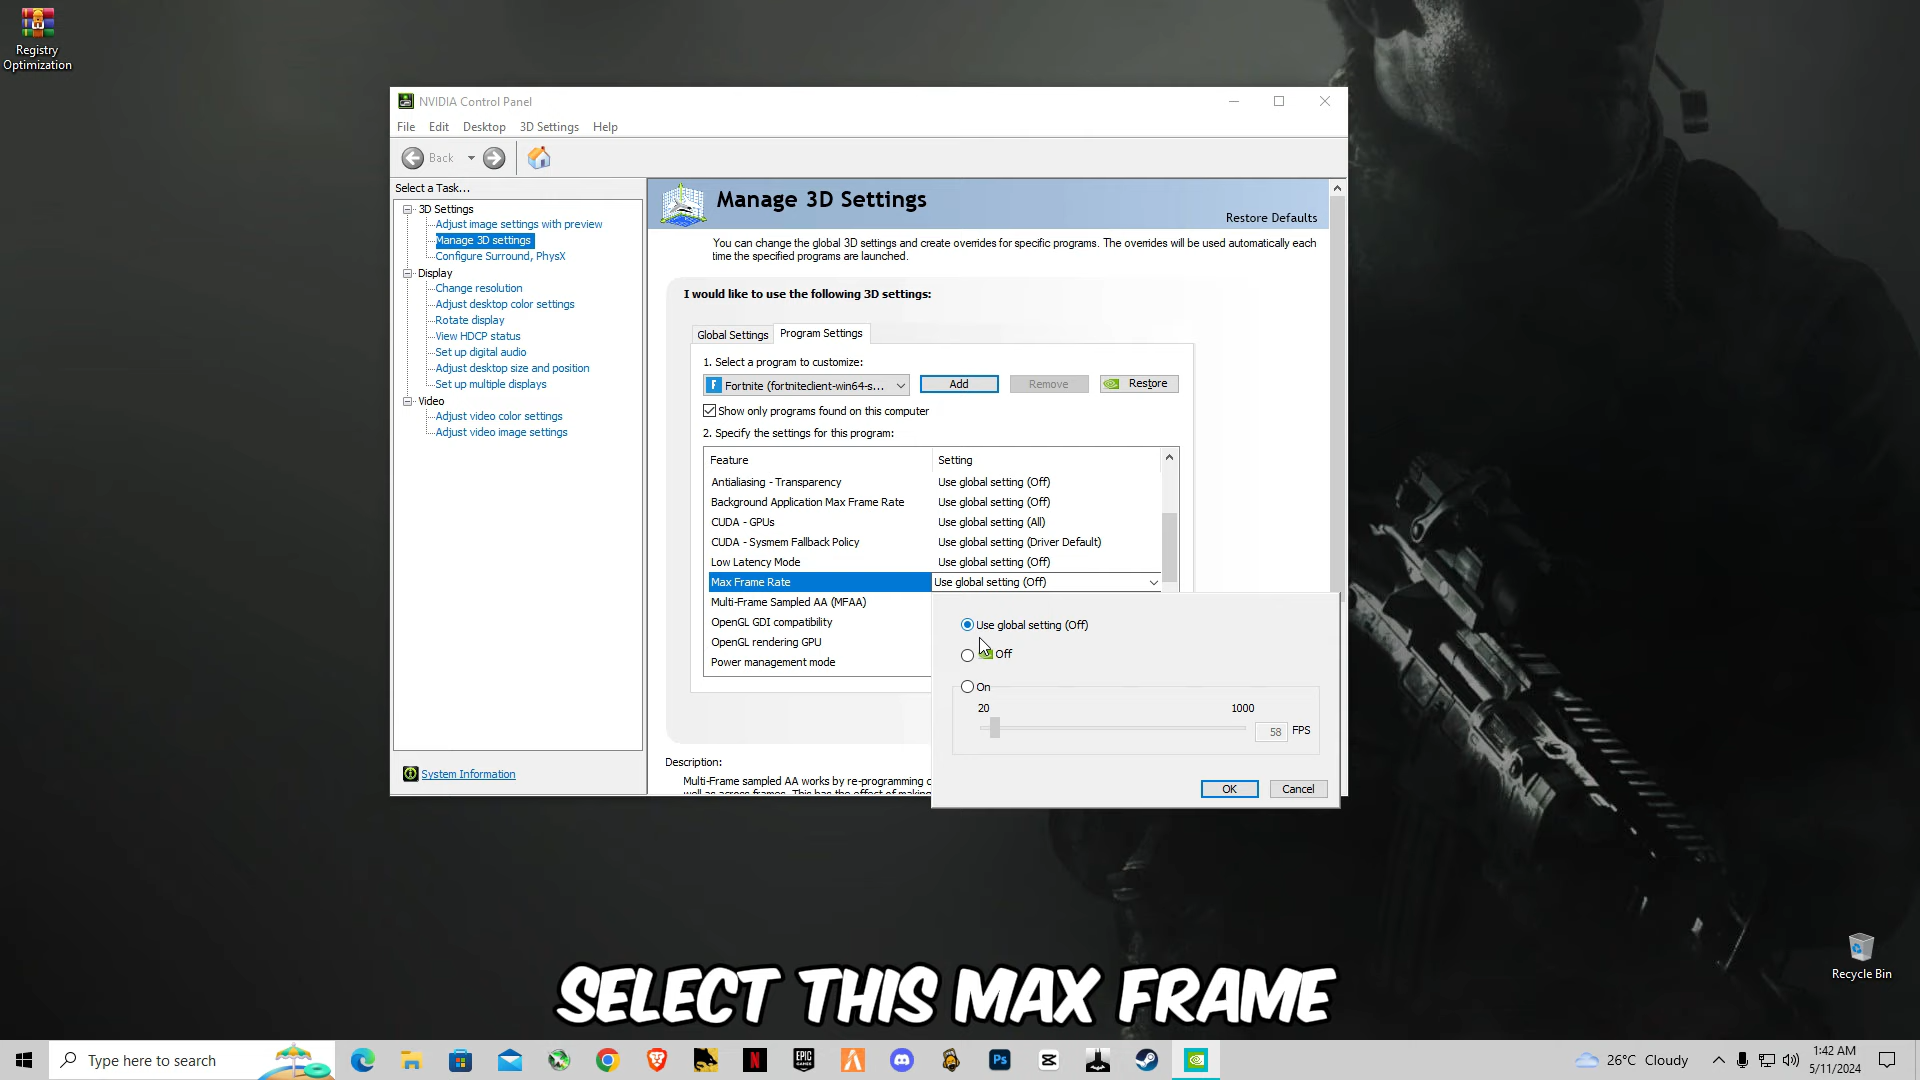 Registry
Optimization
NVIDIA Control Panel
File Edit Desktop 3D Settings Help
Back
Select a Task...
3D Settings
Adjust image settings with preview
Manage 3D settings
Configure Surround, PhysX
Display
Change resolution
Adjust desktop color settings
Rotate display
View HDCP status
Set up digital audio
Adjust desktop size and position
Set up multiple displays
Video
Adjust video color settings
Adjust video image settings
System Information
Manage 3D Settings
Restore Defaults
You can change the global 3D settings and create overrides for specific programs. The overrides will be used automatically each
time the specified programs are launched.
I would like to use the following 3D settings:
Global Settings Program Settings
1. Select a program to customize:
F Fortnite (fortniteclient-win64-s... Add Remove Restore
Show only programs found on this computer
2. Specify the settings for this program:
Feature Setting
Antialiasing - Transparency Use global setting (Off)
Background Application Max Frame Rate Use global setting (Off)
CUDA - GPUs Use global setting (All)
CUDA - Sysmem Fallback Policy Use global setting (Driver Default)
Low Latency Mode Use global setting (Off)
Max Frame Rate Use global setting (Off)
Multi-Frame Sampled AA (MFAA)
OpenGL GDI compatibility
OpenGL rendering GPU
Power management mode
Use global setting (Off)
Off
On
20 1000
58 FPS
OK Cancel
Description:
Multi-Frame sampled AA works by re-programming
well as across frames. This has the effect of making
Recycle Bin
SELECT THIS MAX FRAME
Type here to search
N
EPIC
GAMES
Ps
26°C Cloudy
1:42 AM
5/11/2024